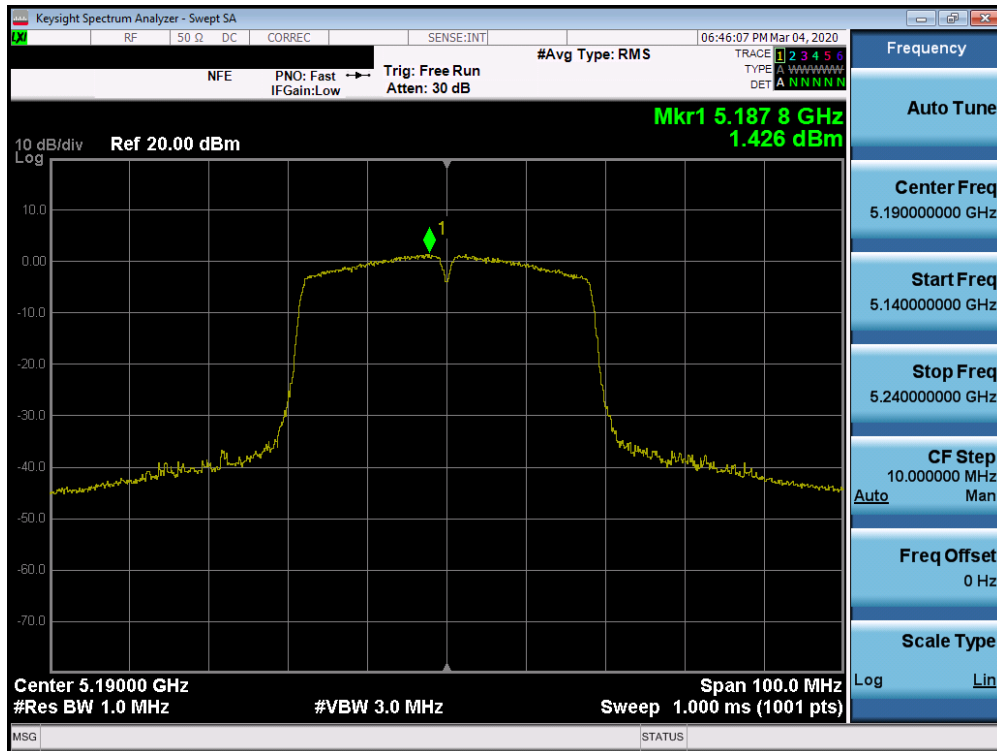 Keysight Spectrum Analyzer - Swept SA
LXI RF 50 Ω DC CORREC SENSE:INT 06:46:07 PM Mar 04, 2020
#Avg Type: RMS TRACE 1 2 3 4 5 6
NFE PNO: Fast Trig: Free Run TYPE A WWWWW
IFGain:Low Atten: 30 dB DET A N N N N N
Mkr1 5.187 8 GHz
1.426 dBm
10 dB/div Ref 20.00 dBm
Log
1
10.0
0.00
-10.0
-20.0
-30.0
-40.0
-50.0
-60.0
-70.0
Center 5.19000 GHz Span 100.0 MHz
#Res BW 1.0 MHz #VBW 3.0 MHz Sweep 1.000 ms (1001 pts)
MSG STATUS
Frequency
Auto Tune
Center Freq
5.190000000 GHz
Start Freq
5.140000000 GHz
Stop Freq
5.240000000 GHz
CF Step
10.000000 MHz
Auto Man
Freq Offset
0 Hz
Scale Type
Log Lin